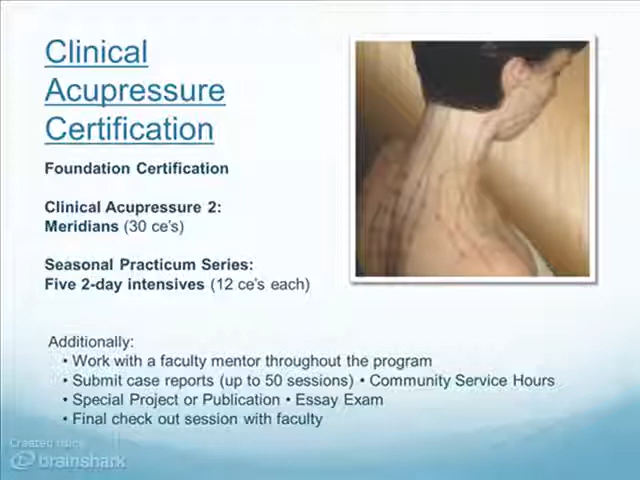 Clinical
Acupressure
Certification
Foundation Certification
Clinical Acupressure 2:
Meridians (30 ce's)
Seasonal Practicum Series:
Five 2-day intensives (12 ce's each)
Additionally:
• Work with a faculty mentor throughout the program
• Submit case reports (up to 50 sessions) • Community Service Hours
• Special Project or Publication • Essay Exam
• Final check out session with faculty
Created using
brainshark